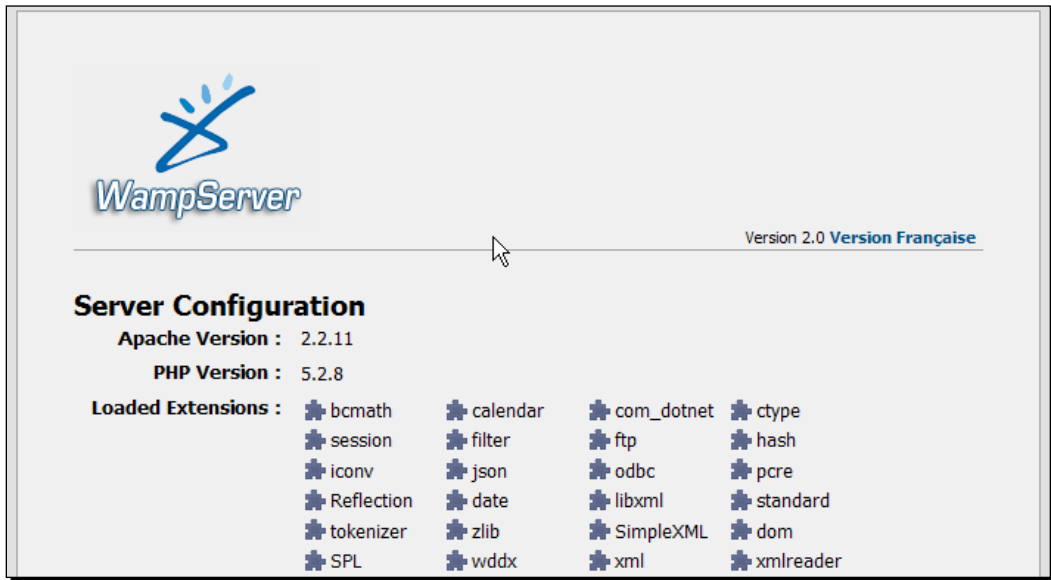 WampServer
Version 2.0 Version Française
Server Configuration
Apache Version : 2.2.11
PHP Version : 5.2.8
Loaded Extensions : bcmath calendar com_dotnet ctype
session filter ftp hash
iconv json odbc pcre
Reflection date libxml standard
tokenizer zlib SimpleXML dom
SPL wddx xml xmlreader